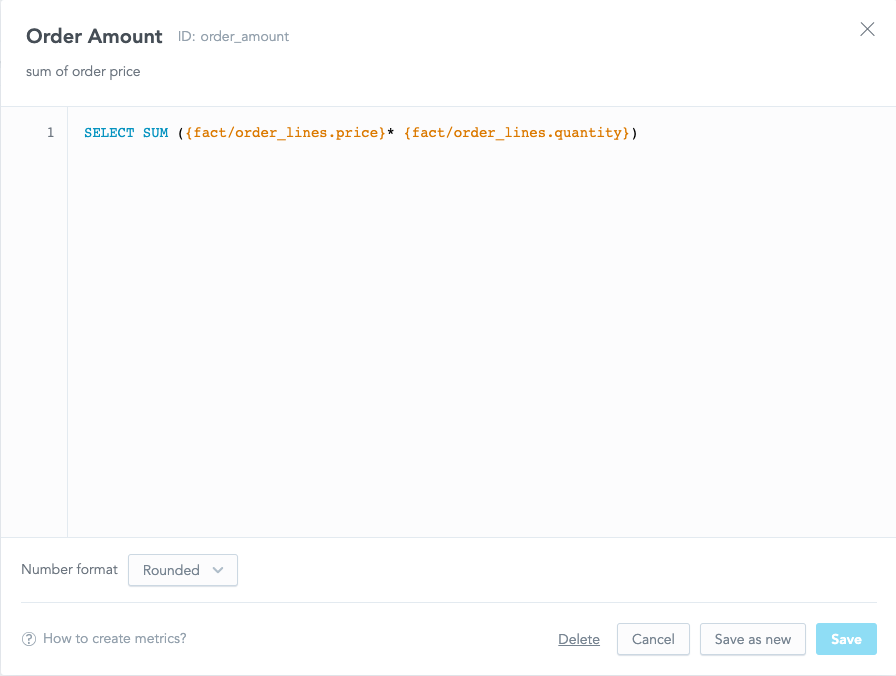 Order Amount ID: order_amount
sum of order price
1 SELECT SUM ({fact/order_lines.price}* {fact/order_lines.quantity})
Number format Rounded
? How to create metrics? Delete Cancel Save as new Save